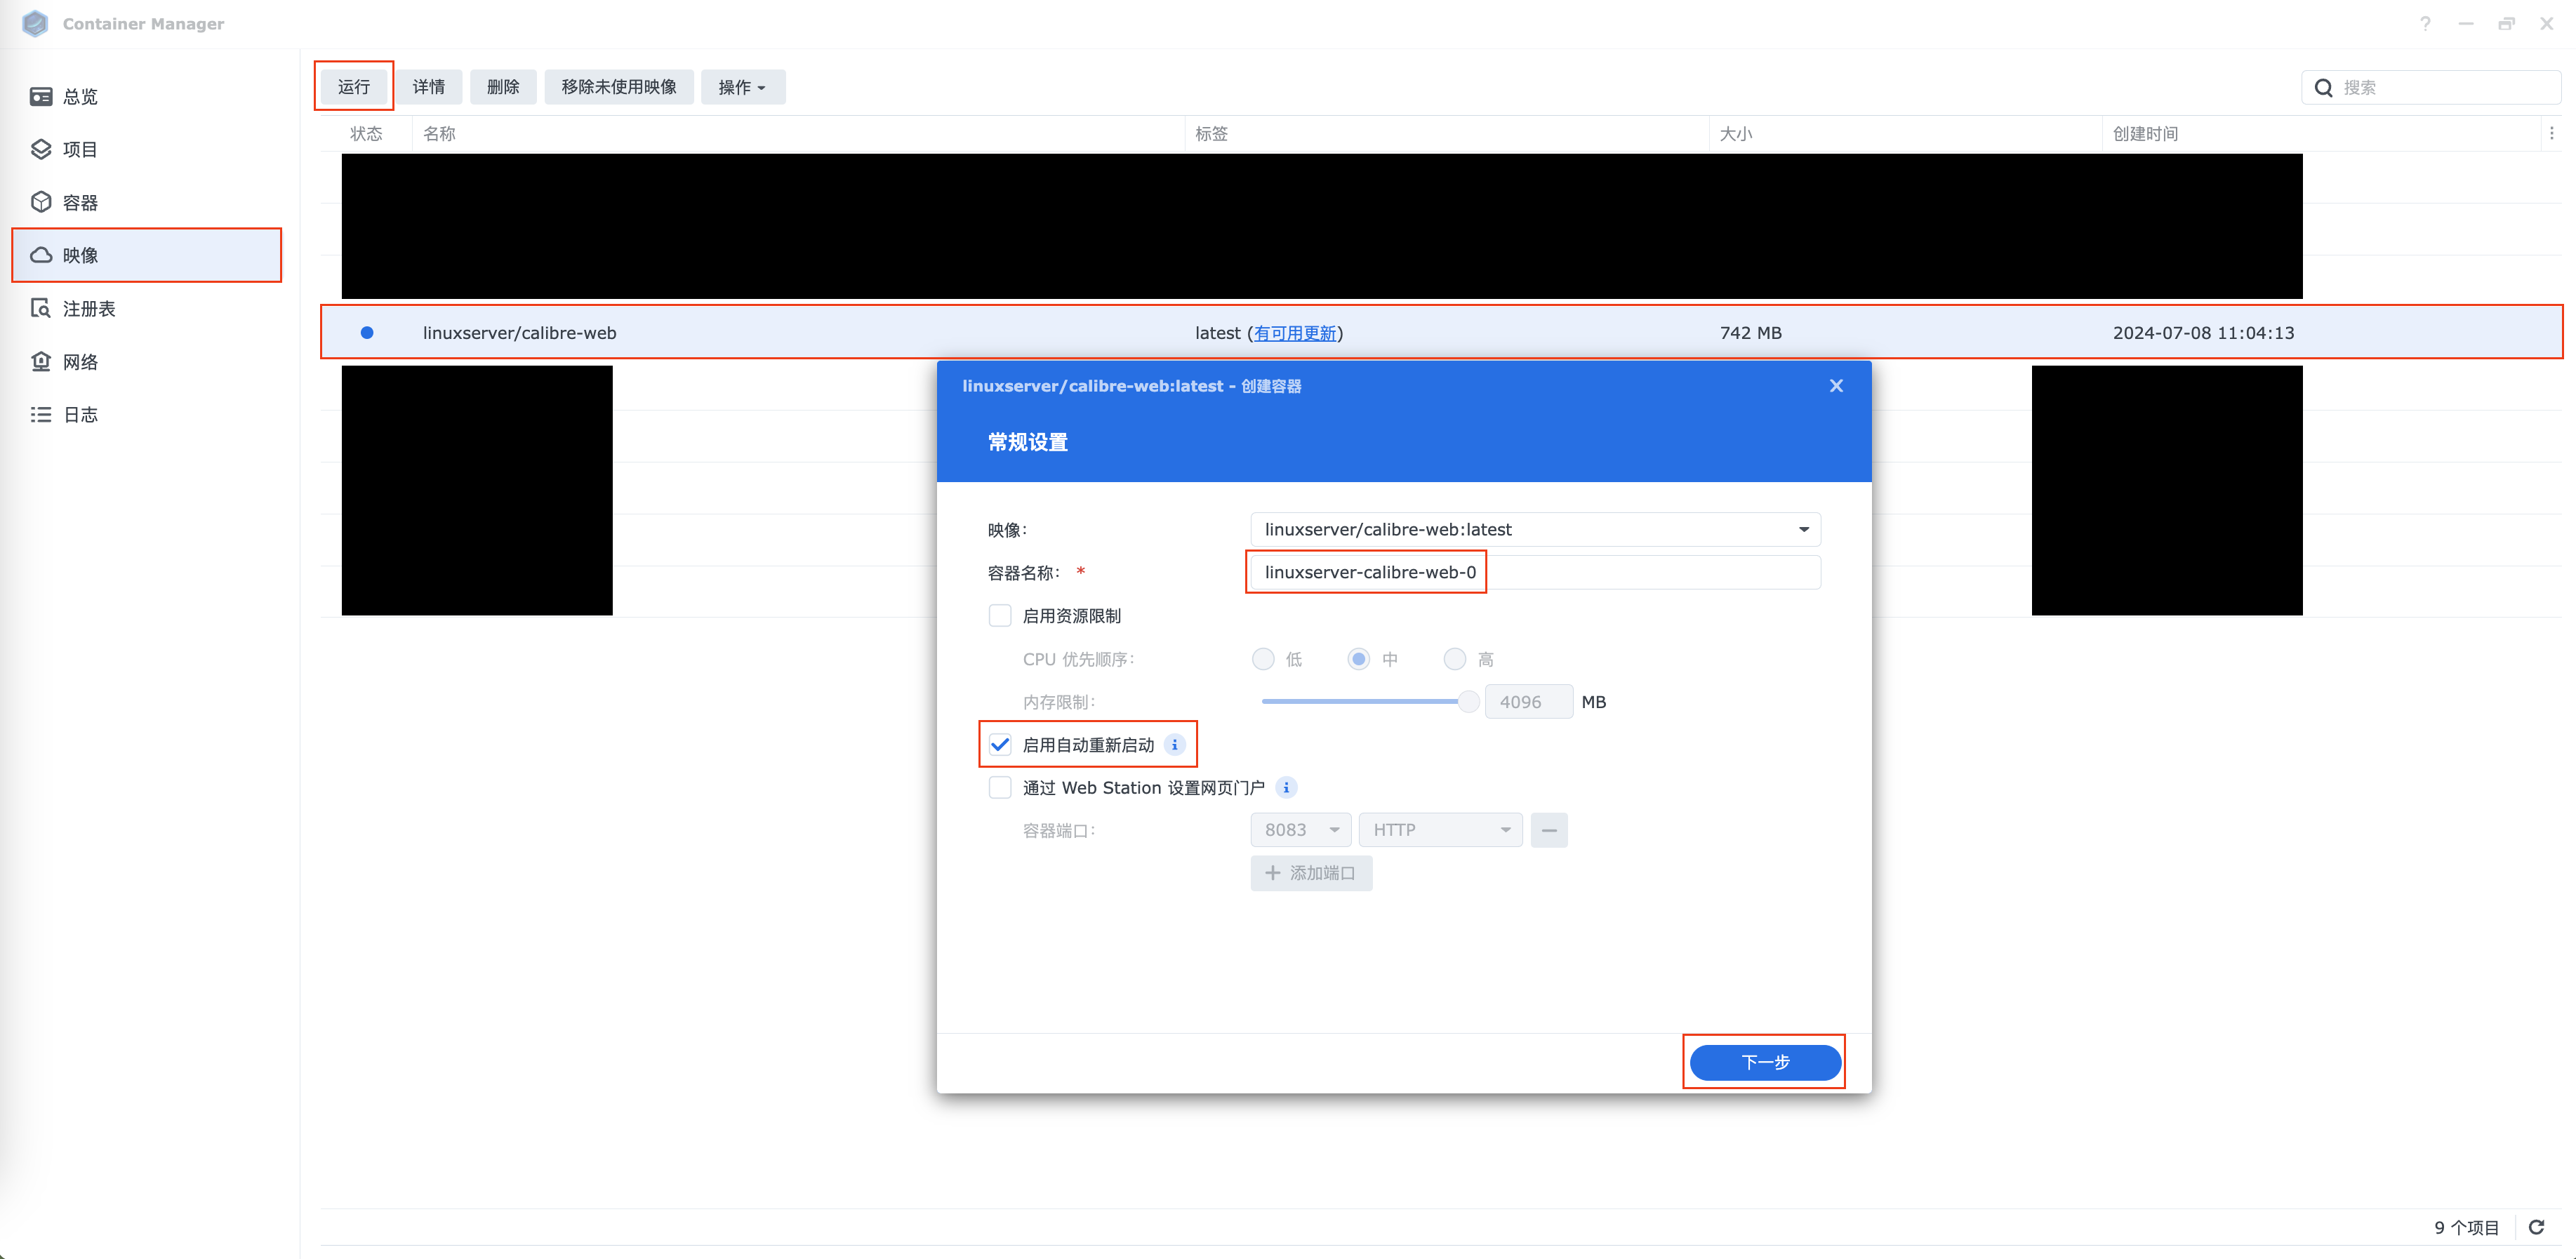 Container Manager
总览
项目
容器
映像
注册表
网络
日志
运行 详情 删除 移除未使用映像 操作
搜索
状态 名称 标签 大小 创建时间
linuxserver/calibre-web latest (有可用更新) 742 MB 2024-07-08 11:04:13
linuxserver/calibre-web:latest - 创建容器
常规设置
映像: linuxserver/calibre-web:latest
容器名称: * linuxserver-calibre-web-0
启用资源限制
CPU 优先顺序: 低 中 高
内存限制: 4096 MB
启用自动重新启动
通过 Web Station 设置网页门户
容器端口: 8083 HTTP
添加端口
下一步
9 个项目